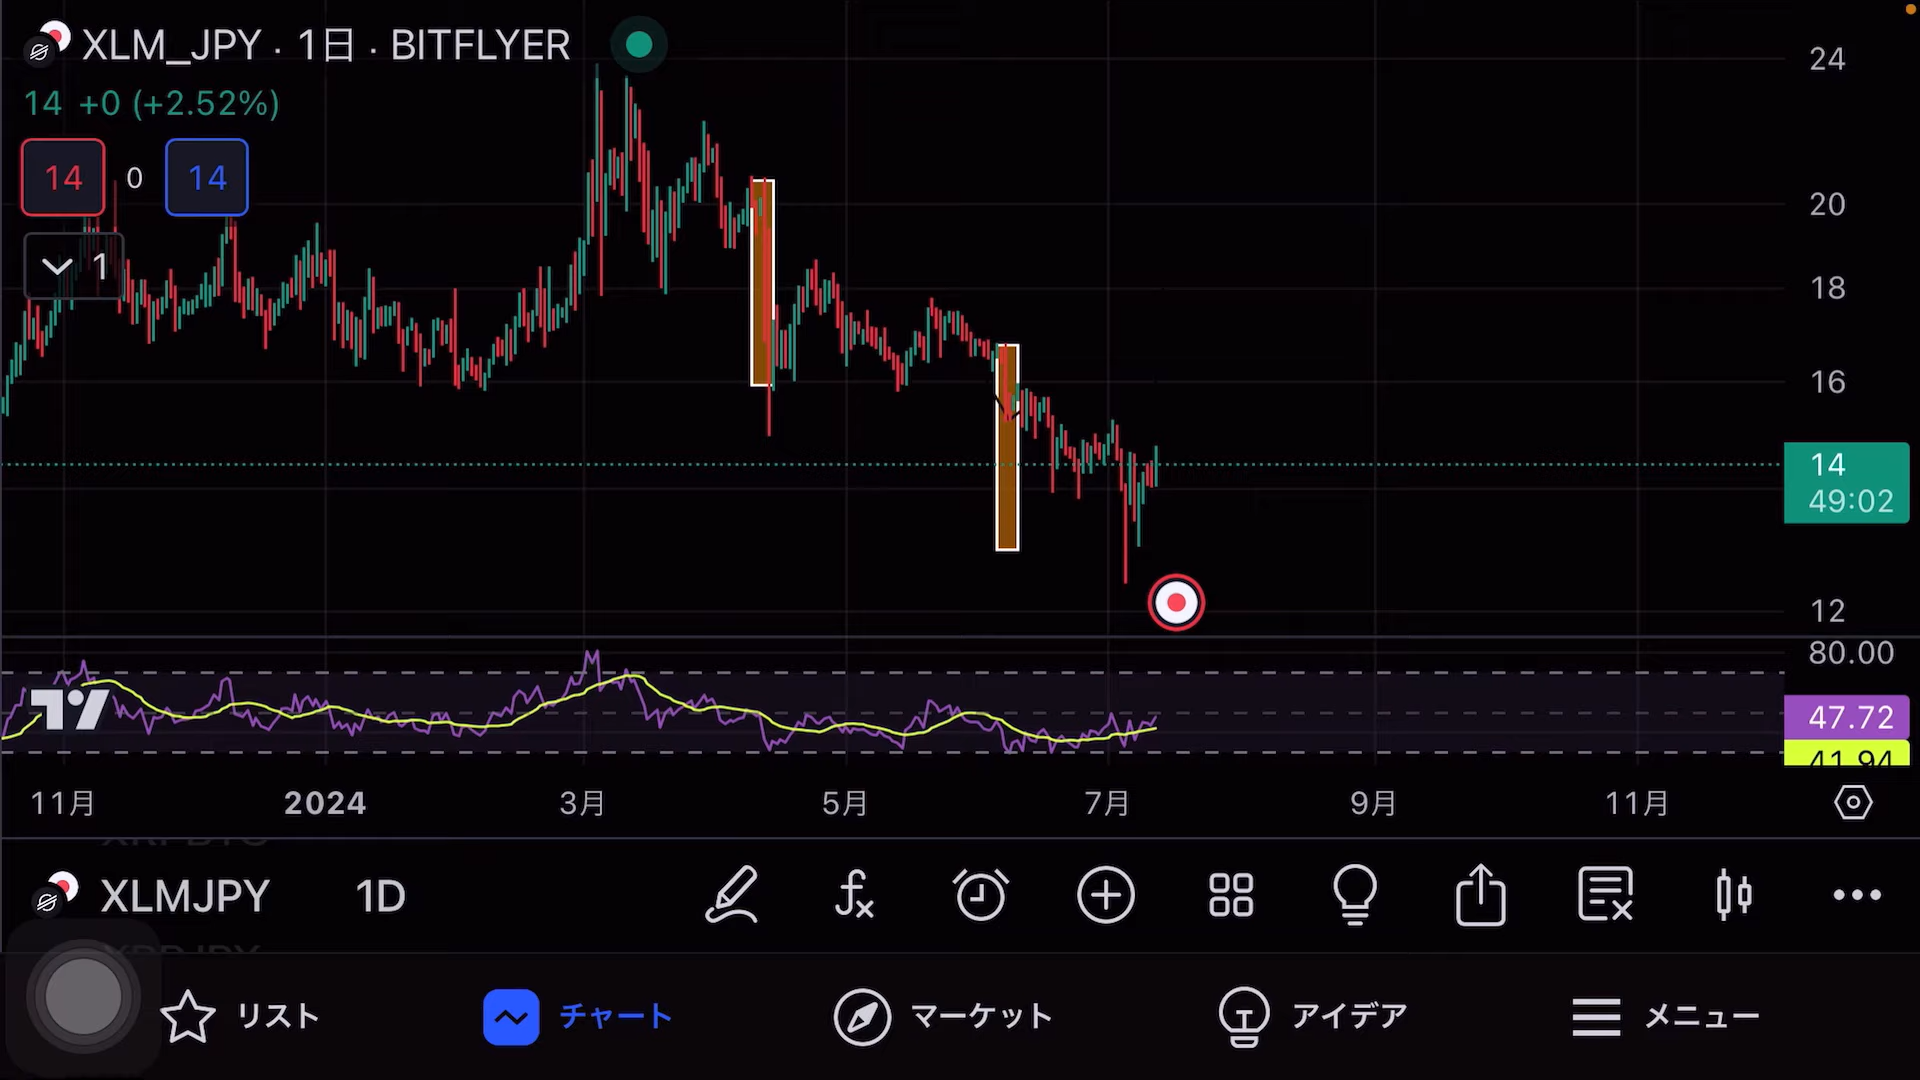 XLM_JPY · 1日 · BITFLYER
14 +0 (+2.52%)
14 0 14
1
24
20
18
16
14
49:02
12
80.00
47.72
41.94
11月 2024 3月 5月 7月 9月 11月
XLMJPY 1D
リスト チャート マーケット アイデア メニュー